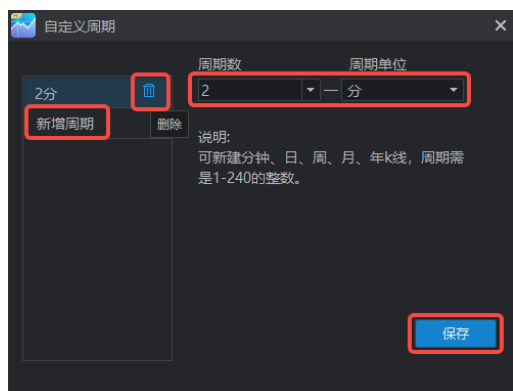 自定义周期
周期数 周期单位
2分
2 — 分
新增周期
删除
说明:
可新建分钟、日、周、月、年k线，周期需
是1-240的整数。
保存